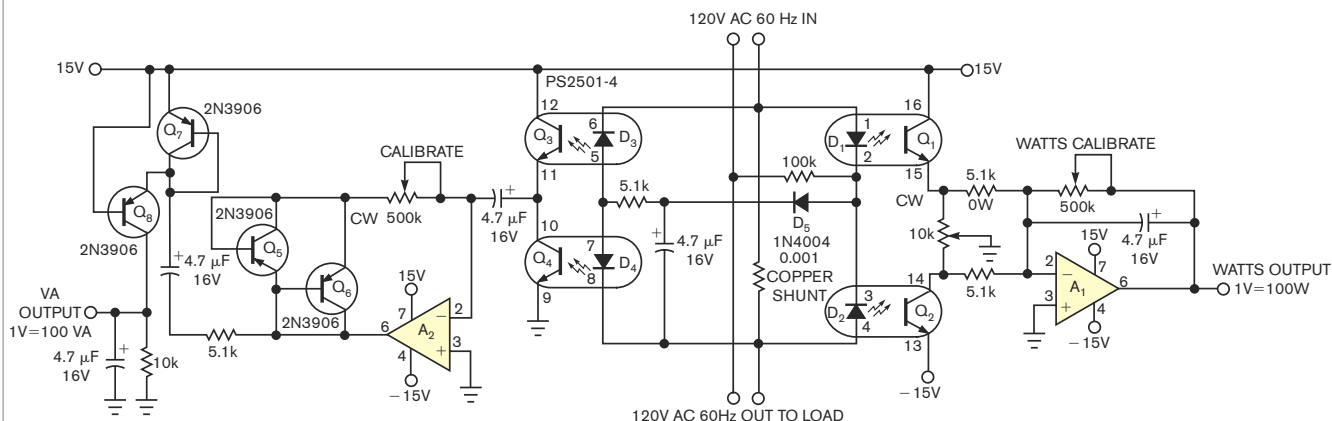 120V AC 60 Hz IN
15V
15V
PS2501-4
2N3906
Q7
12
Q3
6
5
D3
11
1
D1
2
16
Q1
15
CALIBRATE
WATTS CALIBRATE
100k
5.1k
0W
CW
500k
Q8
2N3906
2N3906
Q5
CW
500k
4.7 µF
16V
+
5.1k
+
4.7 µF
16V
D5
1N4004
0.001
COPPER
SHUNT
10k
+
4.7 µF
16V
10
Q4
7
8
D4
9
3
D2
4
14
Q2
13
5.1k
15V
2
7
A1
6
3
4
−15V
WATTS OUTPUT
1V=100W
+
4.7 µF
16V
Q6
2N3906
15V
7
2
A2
6
3
4
−15V
VA
OUTPUT
1V=100 VA
5.1k
4.7 µF
16V
+
10k
−15V
120V AC 60Hz OUT TO LOAD